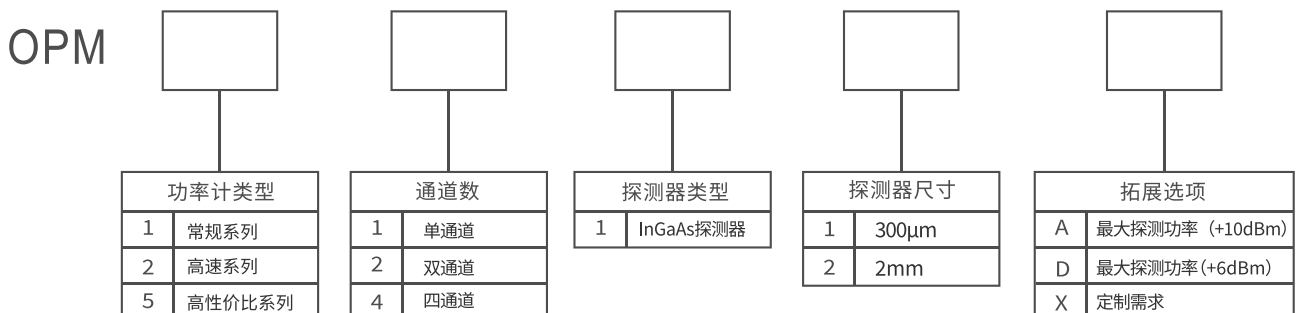 OPM
功率计类型
1 常规系列
2 高速系列
5 高性价比系列
通道数
1 单通道
2 双通道
4 四通道
探测器类型
1 InGaAs探测器
探测器尺寸
1 300μm
2 2mm
拓展选项
A 最大探测功率（+10dBm）
D 最大探测功率（+6dBm）
X 定制需求